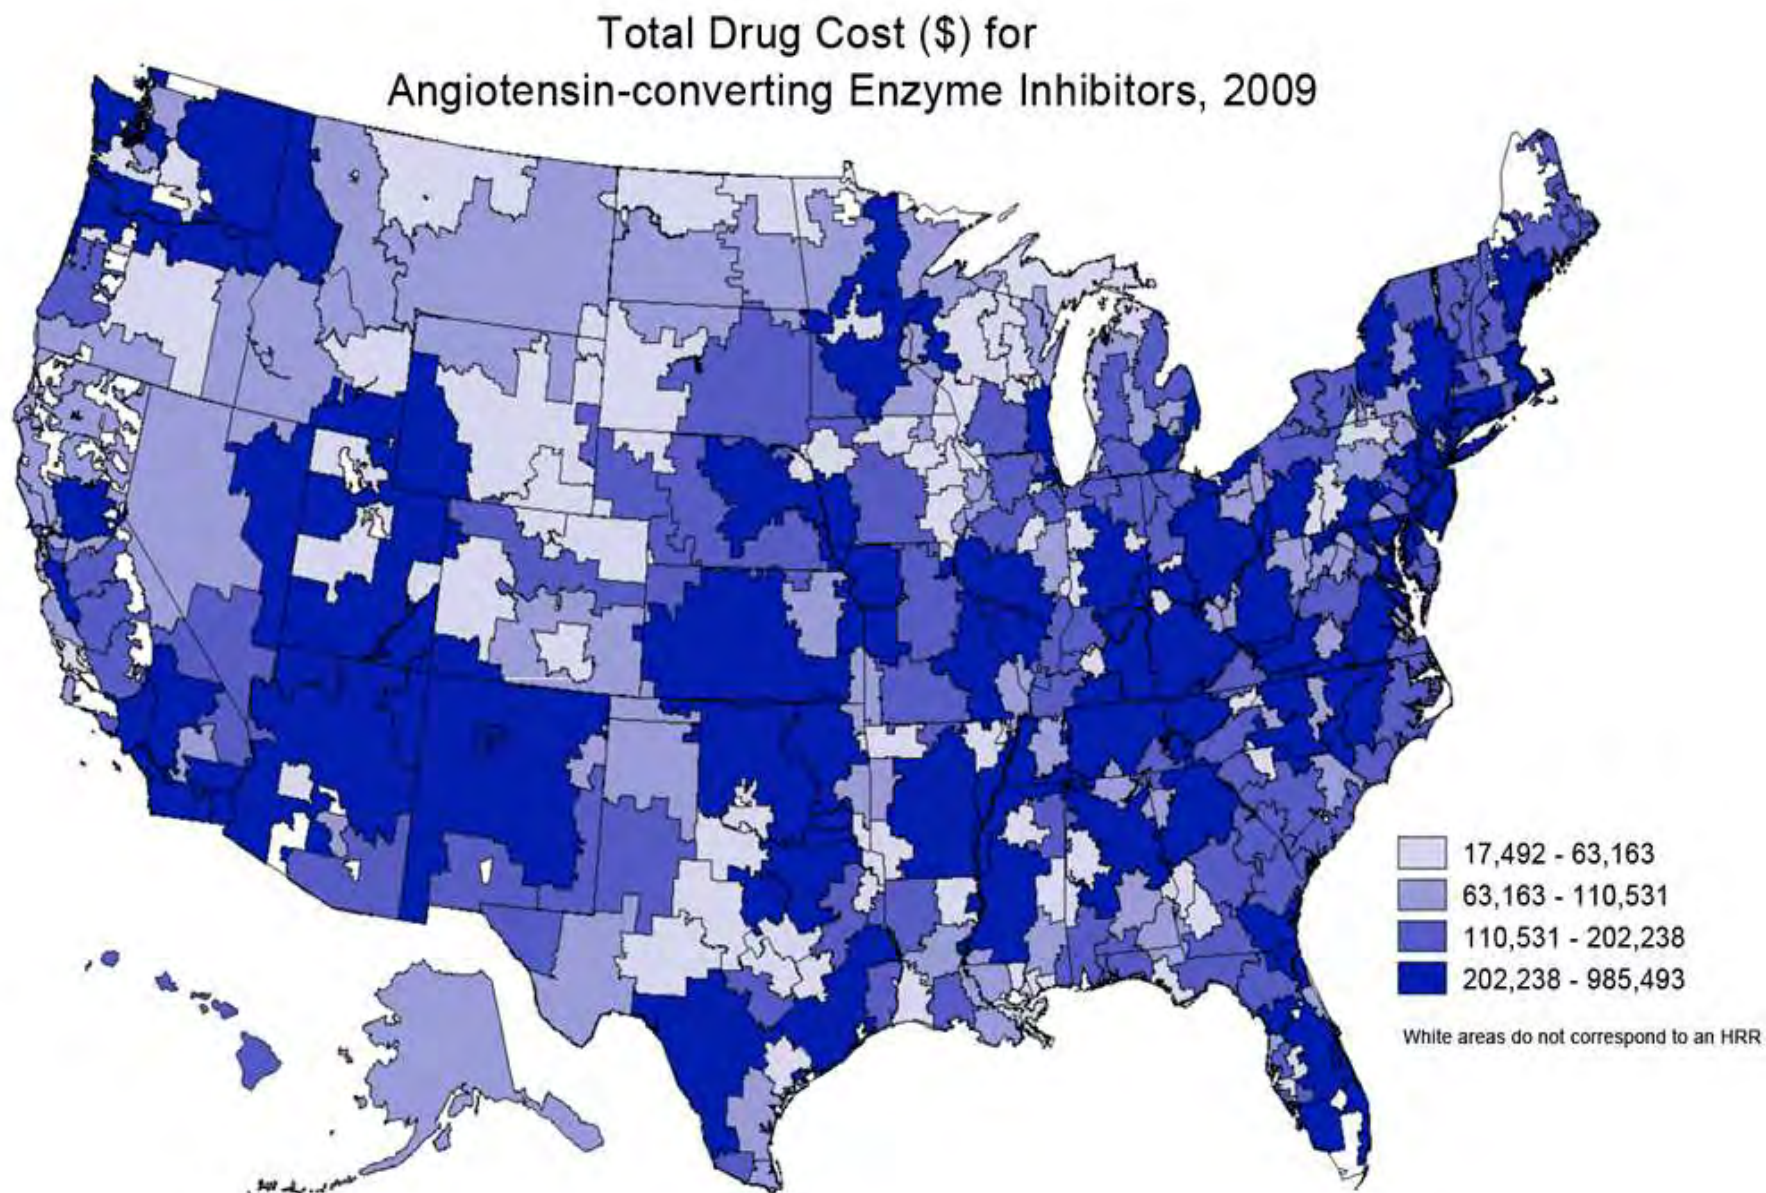 Total Drug Cost ($) for
Angiotensin-converting Enzyme Inhibitors, 2009
17,492 - 63,163
63,163 - 110,531
110,531 - 202,238
202,238 - 985,493
White areas do not correspond to an HRR